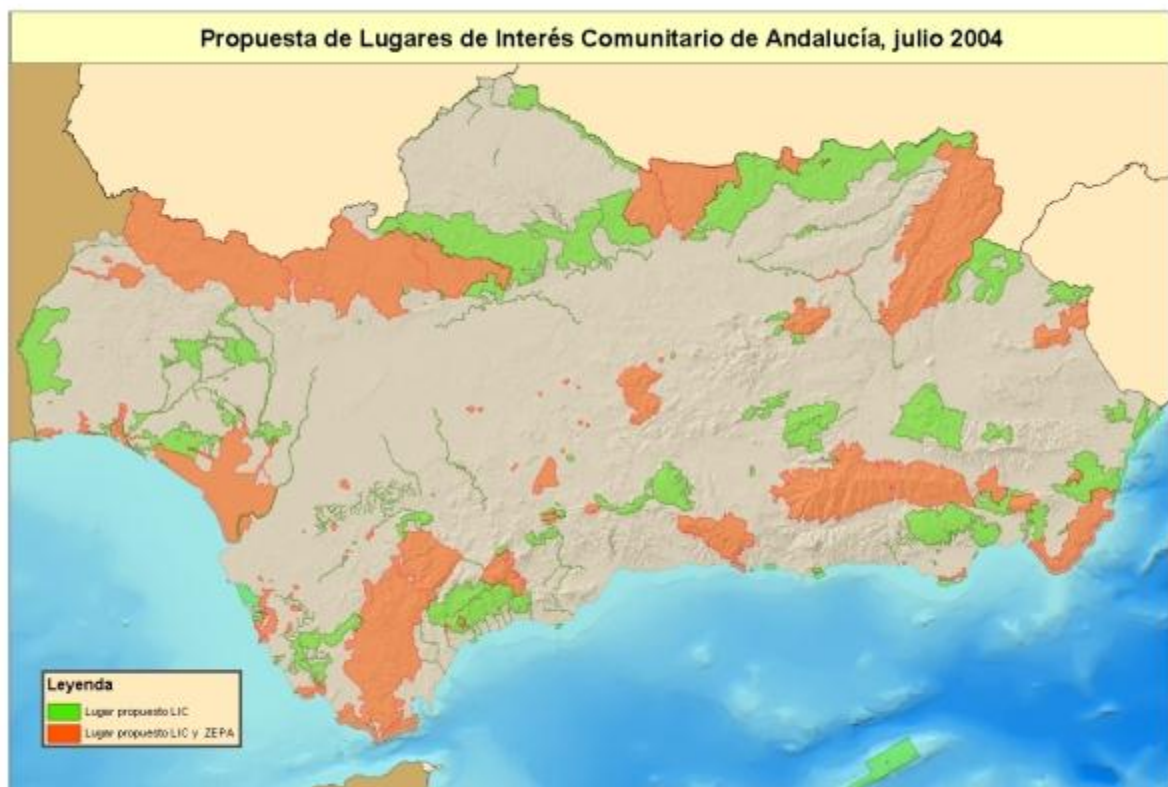 Propuesta de Lugares de Interés Comunitario de Andalucía, julio 2004
Leyenda
Lugar propuesto LIC
Lugar propuesto LIC y ZEPA